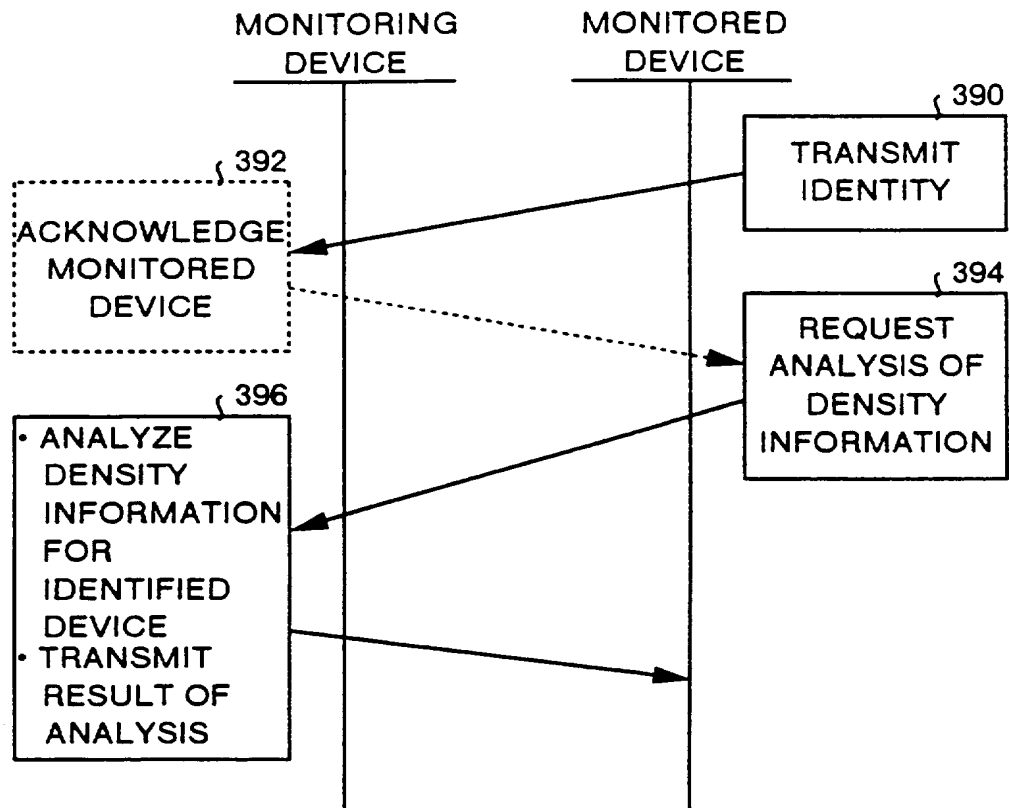 MONITORING
DEVICE
MONITORED
DEVICE
390
TRANSMIT
IDENTITY
392
ACKNOWLEDGE
MONITORED
DEVICE
394
REQUEST
ANALYSIS OF
DENSITY
INFORMATION
396
• ANALYZE
DENSITY
INFORMATION
FOR
IDENTIFIED
DEVICE
• TRANSMIT
RESULT OF
ANALYSIS